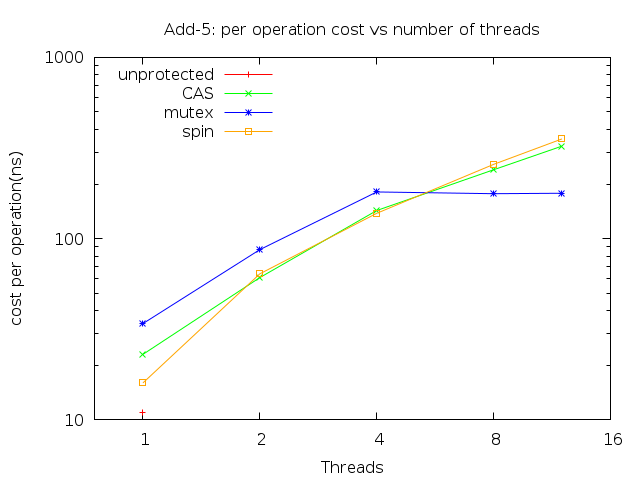 Add-5: per operation cost vs number of threads
1000
100
10
cost per operation(ns)
unprotected
CAS
mutex
spin
1 2 4 8 16
Threads